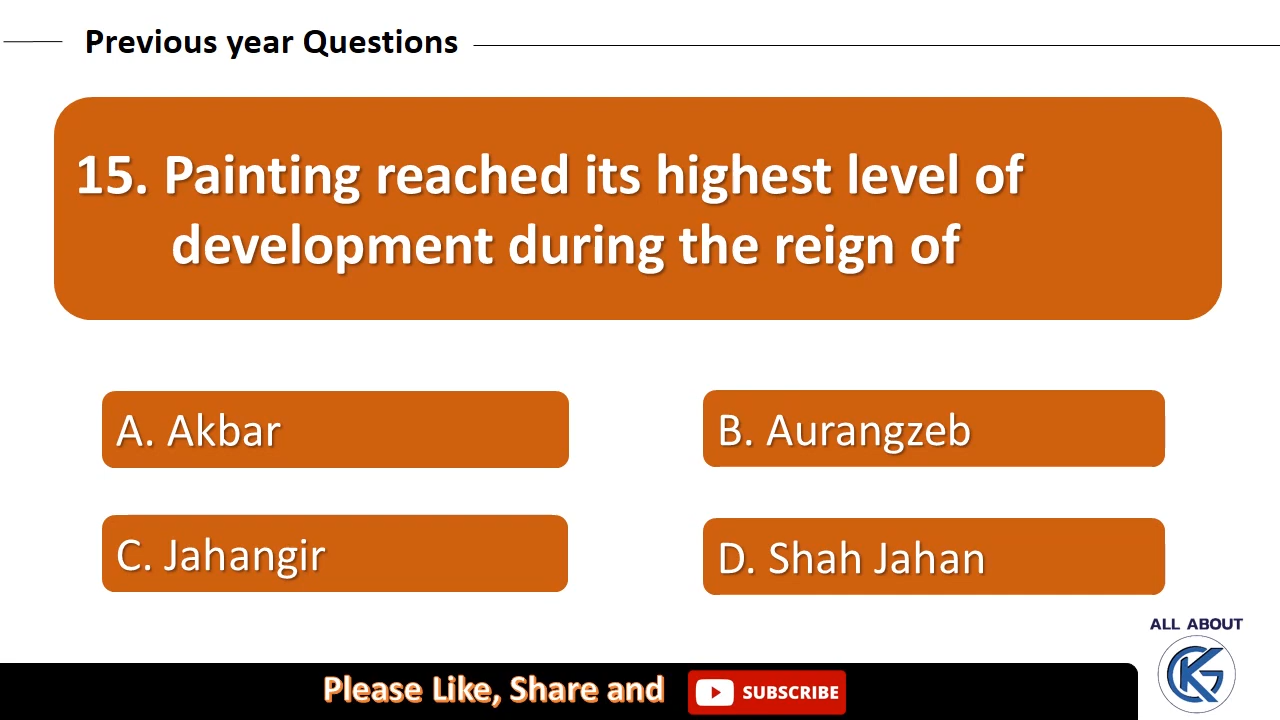 Previous year Questions
15. Painting reached its highest level of
development during the reign of
A. Akbar
B. Aurangzeb
C. Jahangir
D. Shah Jahan
ALL ABOUT
GK
Please Like, Share and
SUBSCRIBE